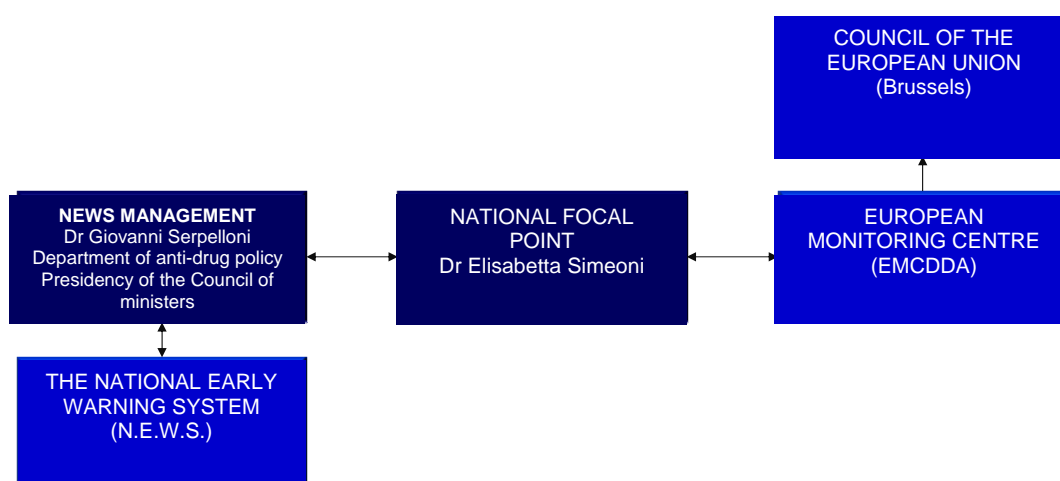 COUNCIL OF THE
EUROPEAN UNION
(Brussels)
NEWS MANAGEMENT
Dr Giovanni Serpelloni
Department of anti-drug policy
Presidency of the Council of
ministers
NATIONAL FOCAL
POINT
Dr Elisabetta Simeoni
EUROPEAN
MONITORING CENTRE
(EMCDDA)
THE NATIONAL EARLY
WARNING SYSTEM
(N.E.W.S.)